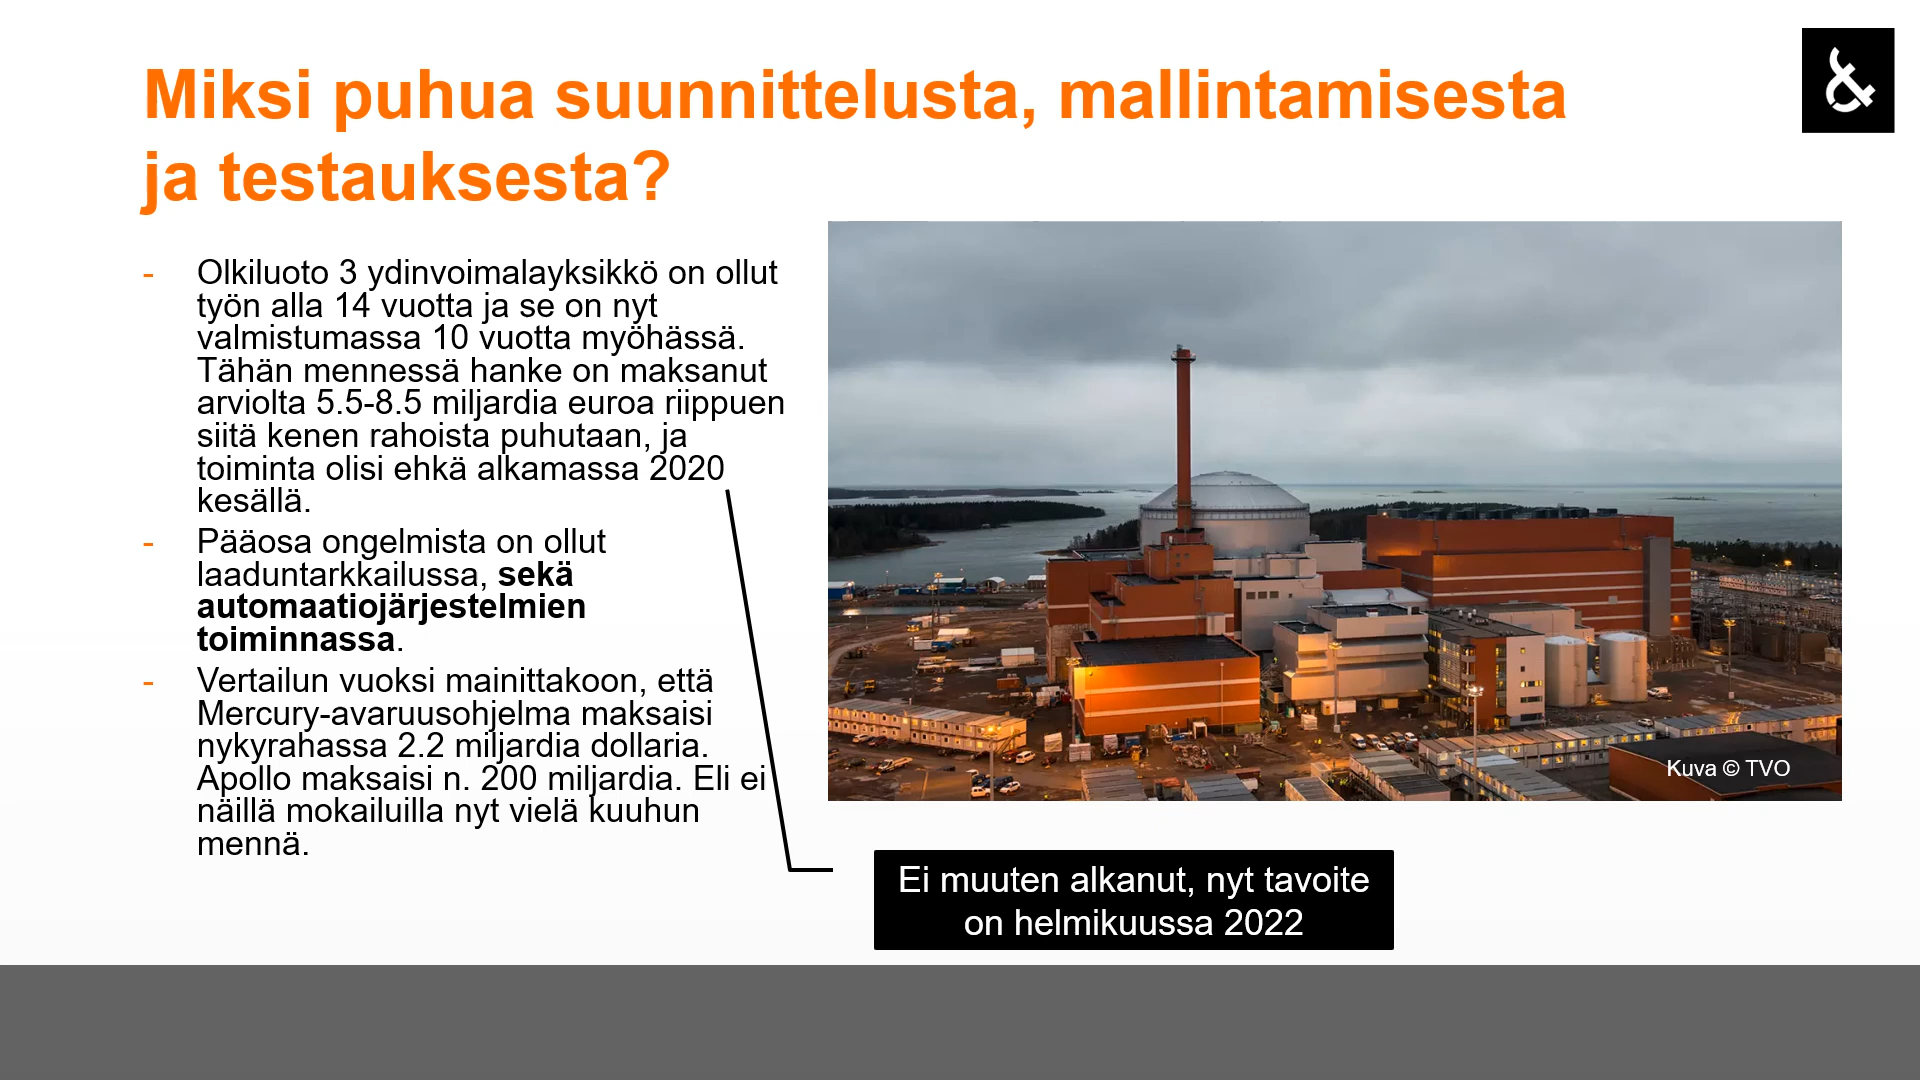 &
Miksi puhua suunnittelusta, mallintamisesta
ja testauksesta?
- Olkiluoto 3 ydinvoimalayksikkö on ollut
työn alla 14 vuotta ja se on nyt
valmistumassa 10 vuotta myöhässä.
Tähän mennessä hanke on maksanut
arviolta 5.5-8.5 miljardia euroa riippuen
siitä kenen rahoista puhutaan, ja
toiminta olisi ehkä alkamassa 2020
kesällä.
- Pääosa ongelmista on ollut
laaduntarkkailussa, sekä
automaatiojärjestelmien
toiminnassa.
- Vertailun vuoksi mainittakoon, että
Mercury-avaruusohjelma maksaisi
nykyrahassa 2.2 miljardia dollaria.
Apollo maksaisi n. 200 miljardia. Eli ei
näillä mokailuilla nyt vielä kuuhun
mennä.
Kuva © TVO
Ei muuten alkanut, nyt tavoite
on helmikuussa 2022